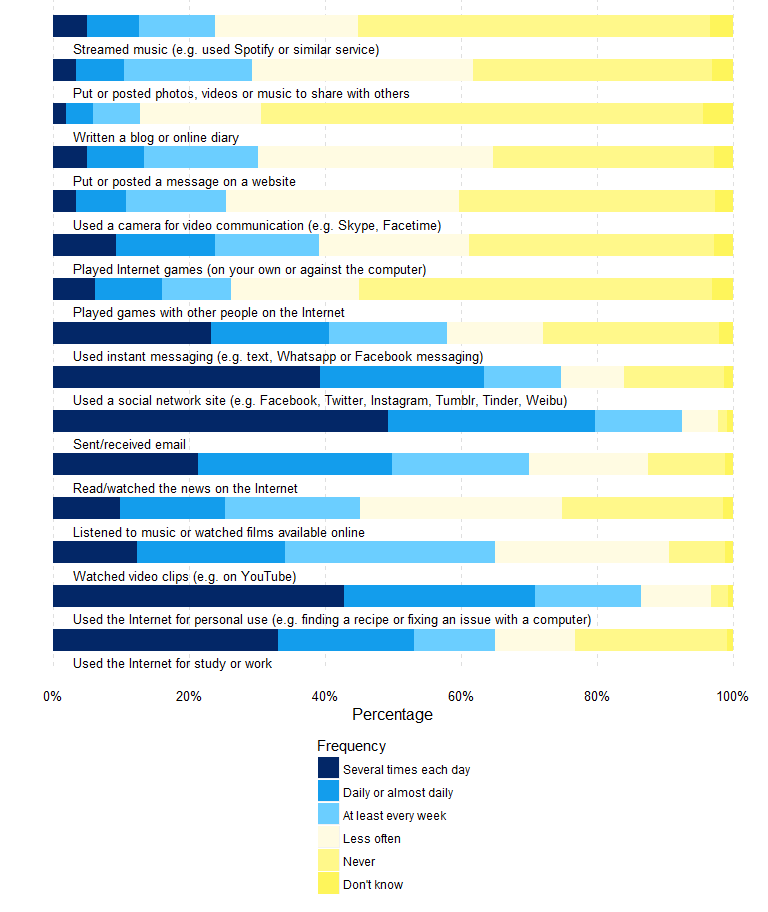 Streamed music (e.g. used Spotify or similar service)
Put or posted photos, videos or music to share with others
Written a blog or online diary
Put or posted a message on a website
Used a camera for video communication (e.g. Skype, Facetime)
Played Internet games (on your own or against the computer)
Played games with other people on the Internet
Used instant messaging (e.g. text, Whatsapp or Facebook messaging)
Used a social network site (e.g. Facebook, Twitter, Instagram, Tumblr, Tinder, Weibu)
Sent/received email
Read/watched the news on the Internet
Listened to music or watched films available online
Watched video clips (e.g. on YouTube)
Used the Internet for personal use (e.g. finding a recipe or fixing an issue with a computer)
Used the Internet for study or work
0% 20% 40% 60% 80% 100%
Percentage
Frequency
Several times each day
Daily or almost daily
At least every week
Less often
Never
Don't know